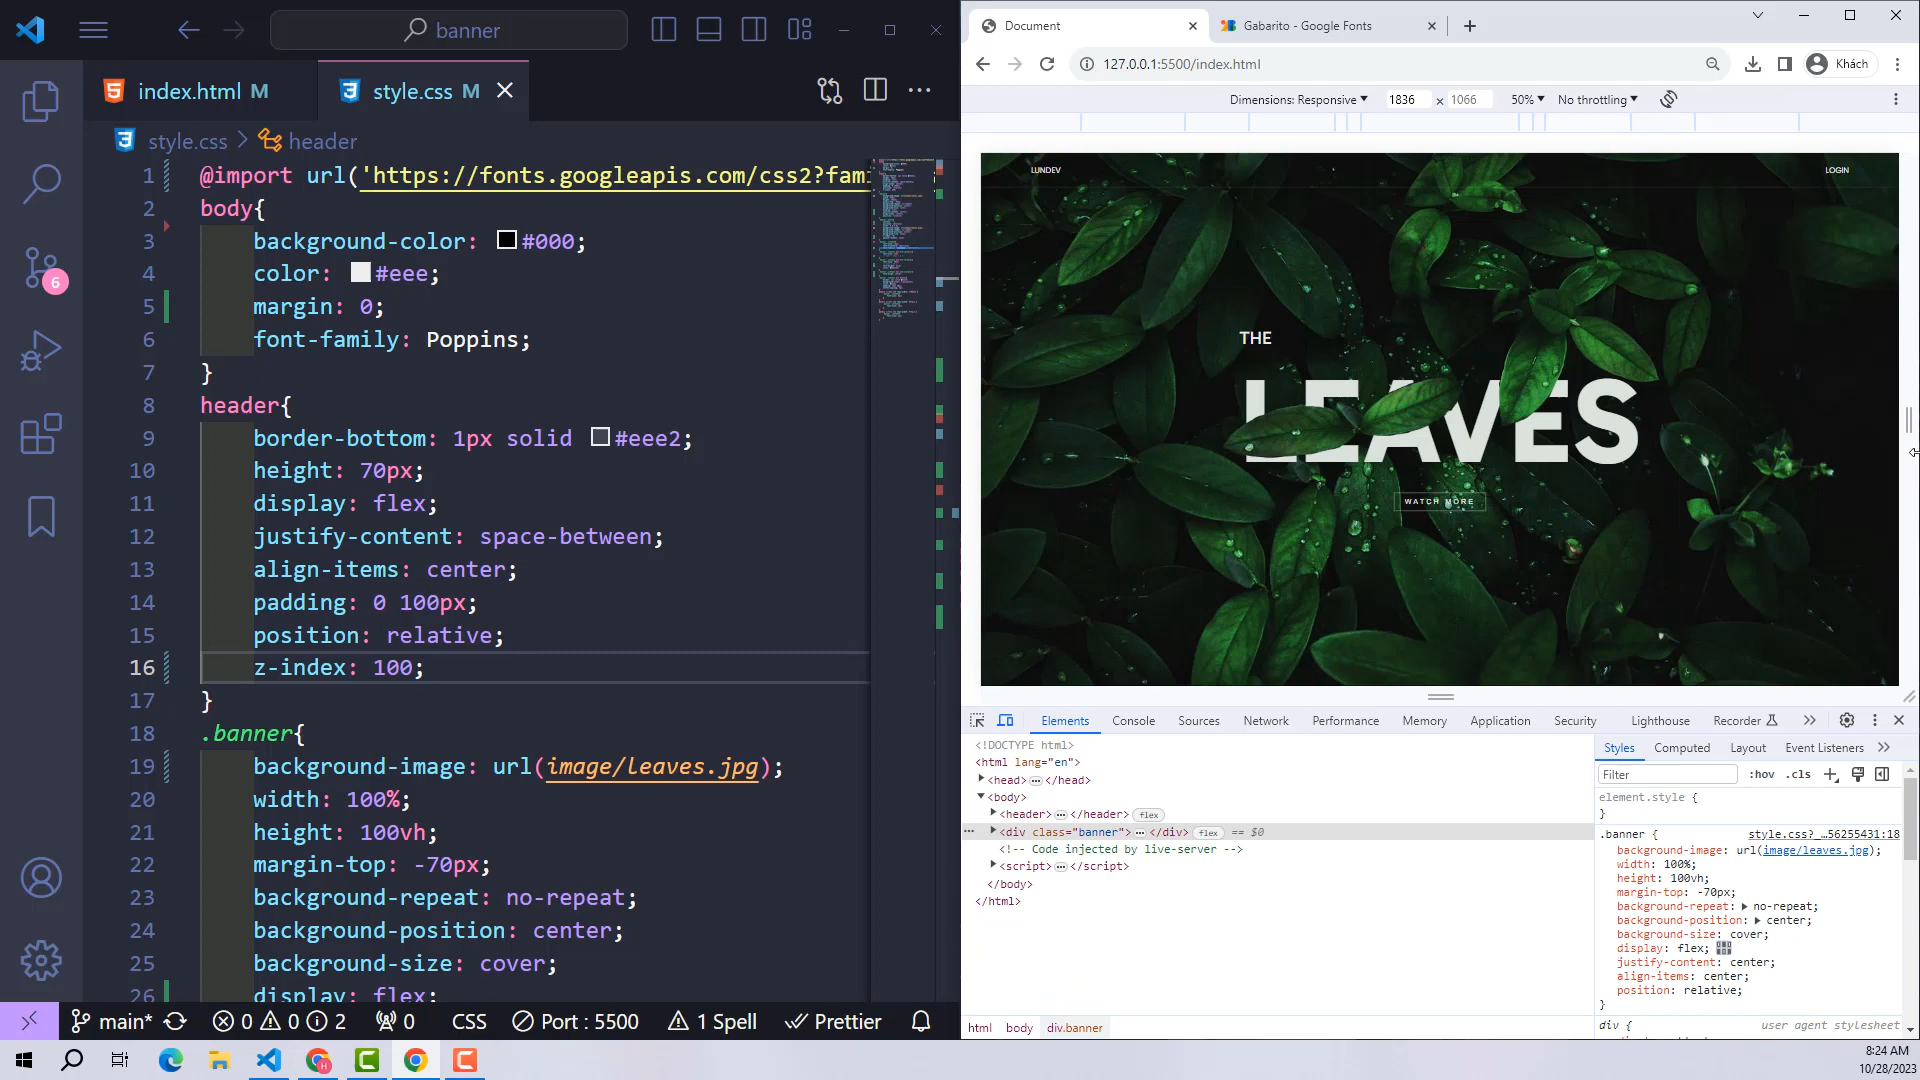 banner
index.html M
style.css M
style.css > header
1 @import url('https://fonts.googleapis.com/css2?fam
2 body{
3 background-color: #000;
4 color: #eee;
5 margin: 0;
6 font-family: Poppins;
7 }
8 header{
9 border-bottom: 1px solid #eee2;
10 height: 70px;
11 display: flex;
12 justify-content: space-between;
13 align-items: center;
14 padding: 0 100px;
15 position: relative;
16 z-index: 100;
17 }
18 .banner{
19 background-image: url(image/leaves.jpg);
20 width: 100%;
21 height: 100vh;
22 margin-top: -70px;
23 background-repeat: no-repeat;
24 background-position: center;
25 background-size: cover;
26 display: flex;
6
main* 0 0 2 0 CSS Port : 5500 1 Spell Prettier
Document
Gabarito - Google Fonts
127.0.0.1:5500/index.html
Khách
Dimensions: Responsive 1836 × 1066 50% No throttling
LUNDEV
LOGIN
THE
LEAVES
WATCH MORE
Elements Console Sources Network Performance Memory Application Security Lighthouse Recorder
<!DOCTYPE html>
<html lang="en">
<head>…</head>
<body>
<header>…</header> flex
… <div class="banner">…</div> flex == $0
<!-- Code injected by live-server -->
<script>…</script>
</body>
</html>
html body div.banner
Styles Computed Layout Event Listeners
Filter :hov .cls
element.style {
}
.banner { style.css?_…56255431:18
background-image: url(image/leaves.jpg);
width: 100%;
height: 100vh;
margin-top: -70px;
background-repeat: no-repeat;
background-position: center;
background-size: cover;
display: flex;
justify-content: center;
align-items: center;
position: relative;
}
div { user agent stylesheet
8:24 AM
10/28/2023